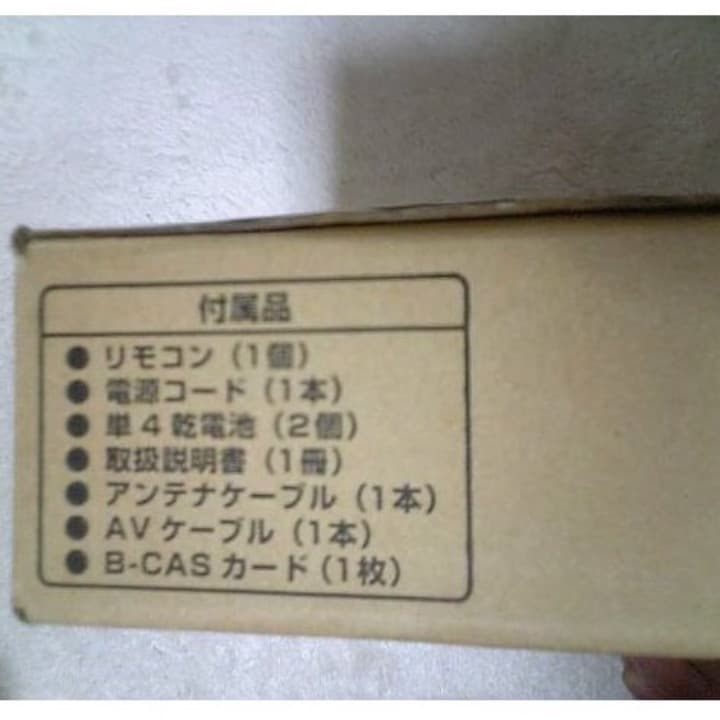 付属品
● リモコン（1個）
● 電源コード（1本）
● 単4乾電池（2個）
● 取扱説明書（1冊）
● アンテナケーブル（1本）
● AVケーブル（1本）
● B-CASカード（1枚）